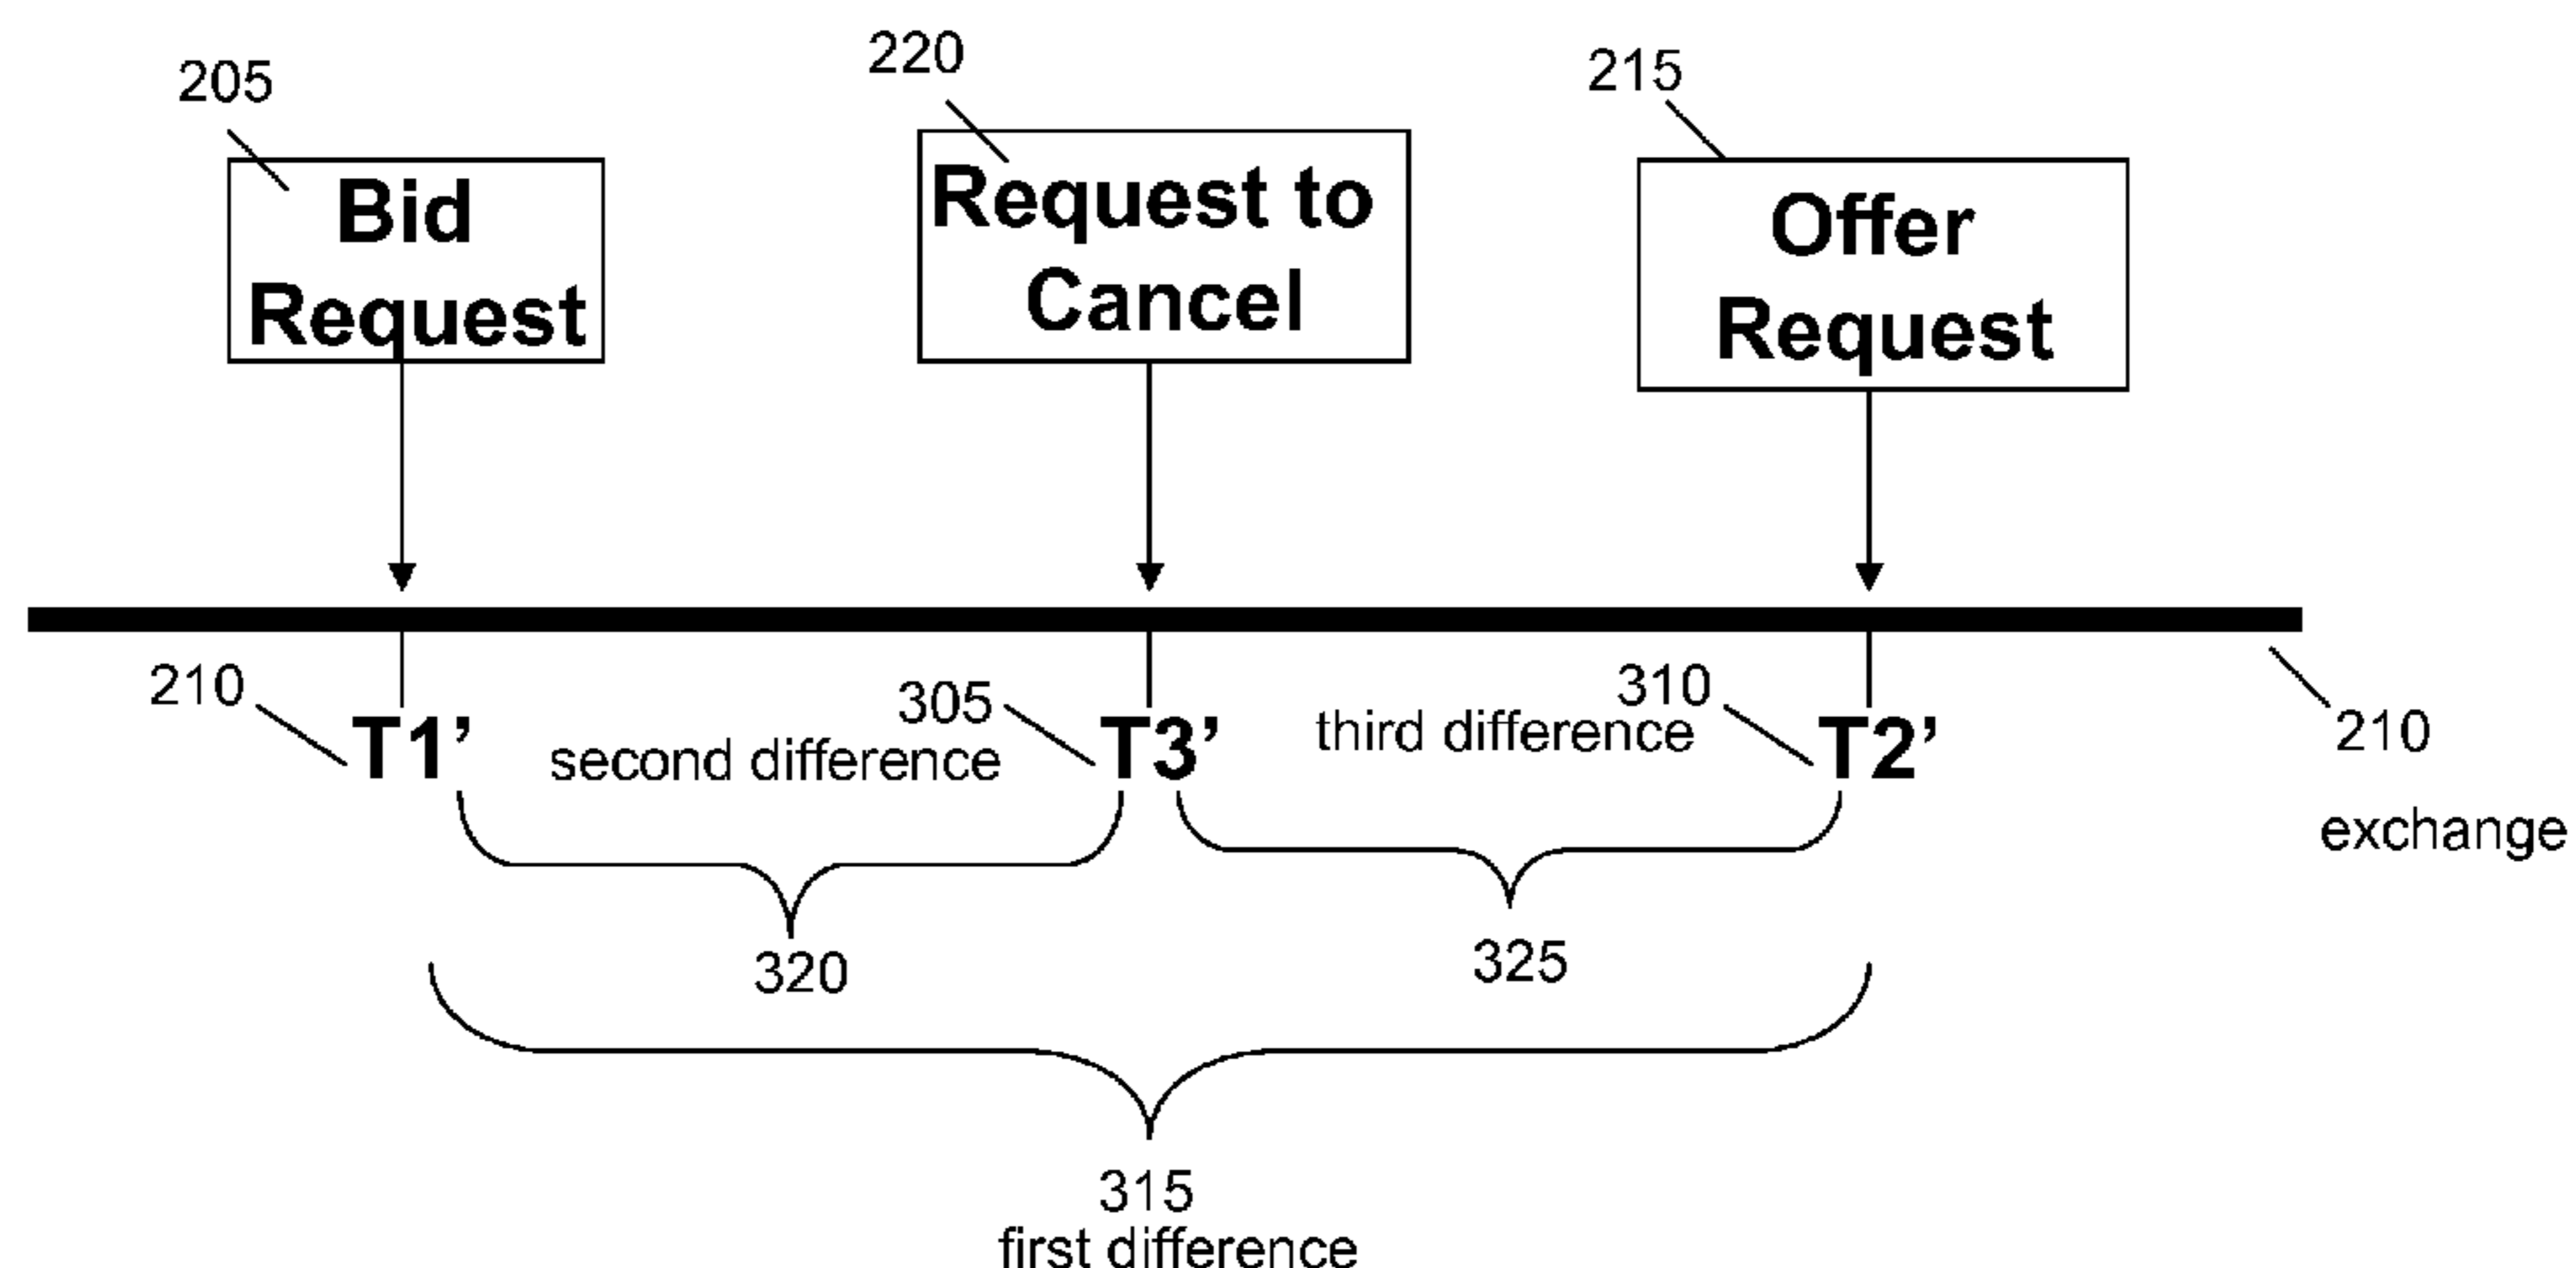 205
220
215
Bid
Request
Request to
Cancel
Offer
Request
210
T1’
second difference
305
T3’
third difference
310
T2’
210
exchange
320
325
315
first difference